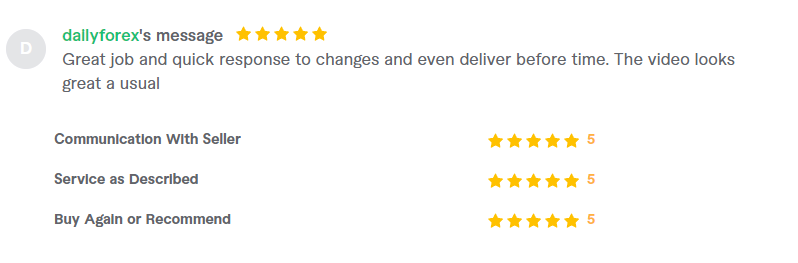 D
dallyforex's message
Great job and quick response to changes and even deliver before time. The video looks
great a usual
Communication With Seller 5
Service as Described 5
Buy Again or Recommend 5